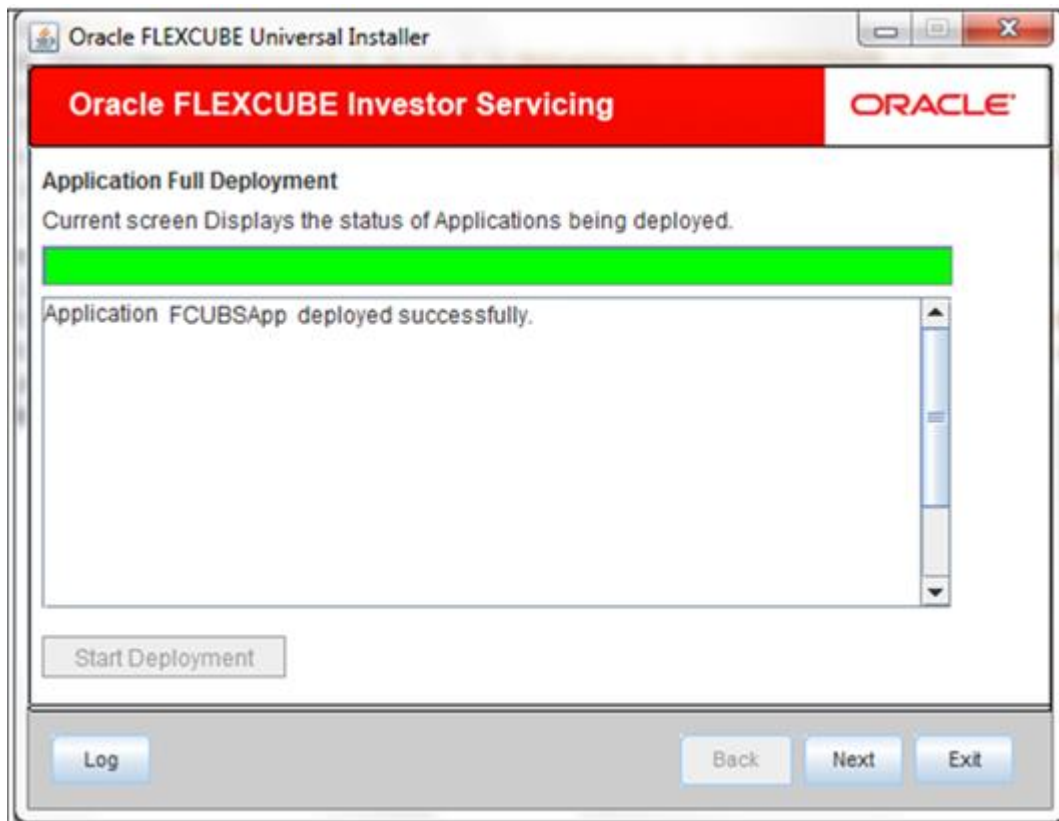 Oracle FLEXCUBE Universal Installer
Oracle FLEXCUBE Investor Servicing
ORACLE
Application Full Deployment
Current screen Displays the status of Applications being deployed.
Application FCUBSApp deployed successfully.
Start Deployment
Log
Back
Next
Exit